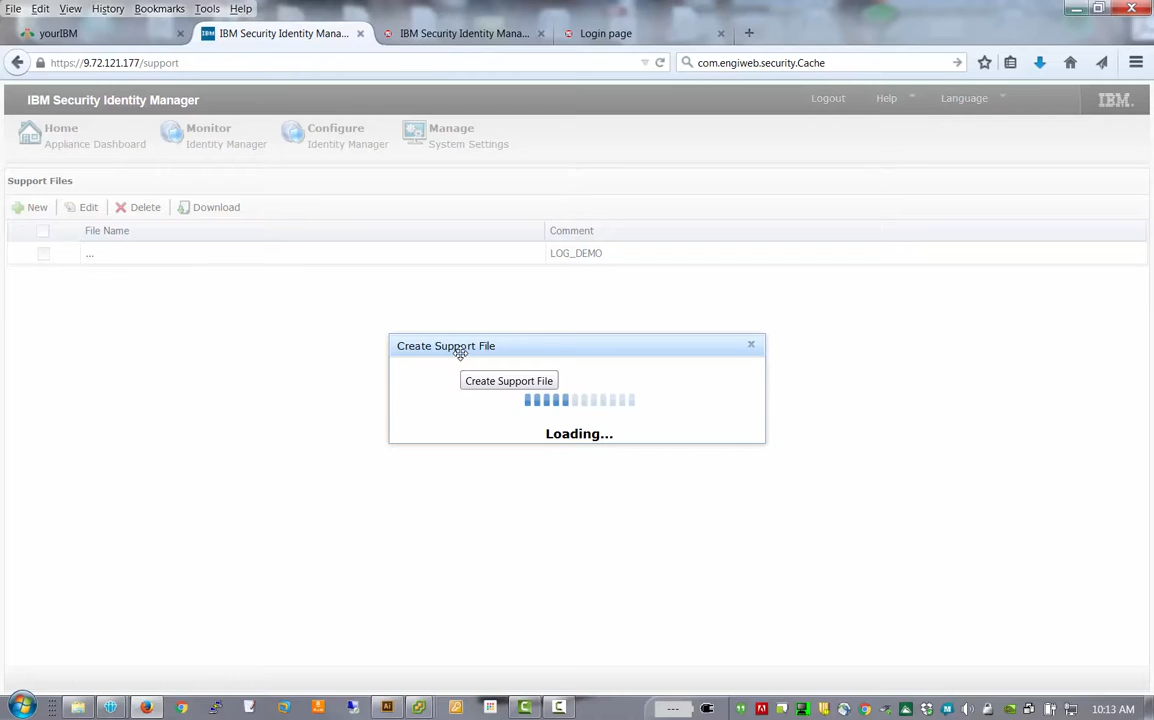 File Edit View History Bookmarks Tools Help
yourIBM
IBM Security Identity Mana...
IBM Security Identity Mana...
Login page
https://9.72.121.177/support
com.engiweb.security.Cache
IBM Security Identity Manager
Logout
Help
Language
IBM.
Home
Appliance Dashboard
Monitor
Identity Manager
Configure
Identity Manager
Manage
System Settings
Support Files
New
Edit
Delete
Download
File Name
Comment
...
LOG_DEMO
Create Support File
Create Support File
Loading...
---
10:13 AM